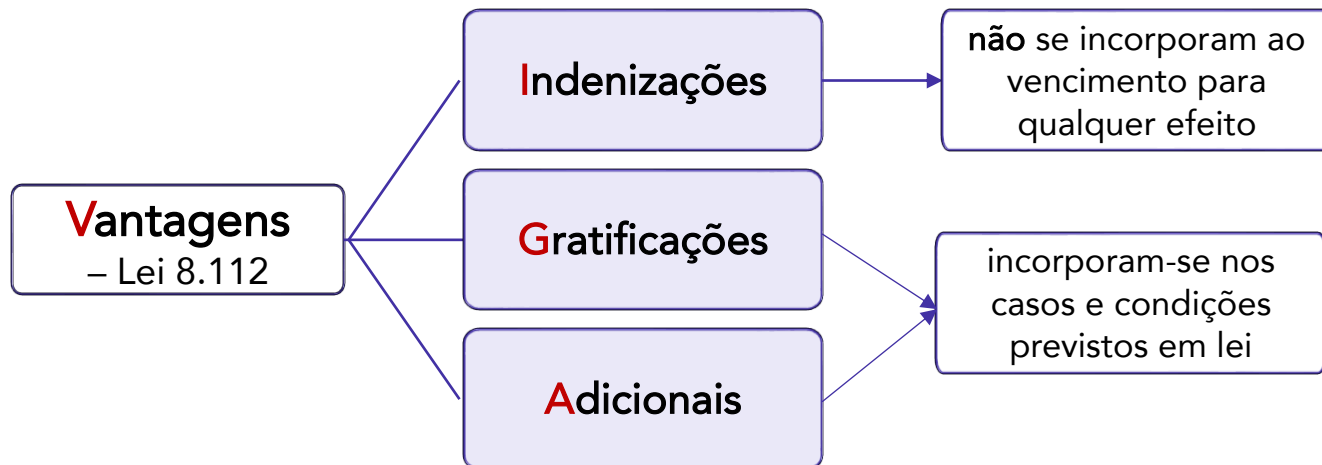 Vantagens
– Lei 8.112
Indenizações
não se incorporam ao
vencimento para
qualquer efeito
Gratificações
Adicionais
incorporam-se nos
casos e condições
previstos em lei